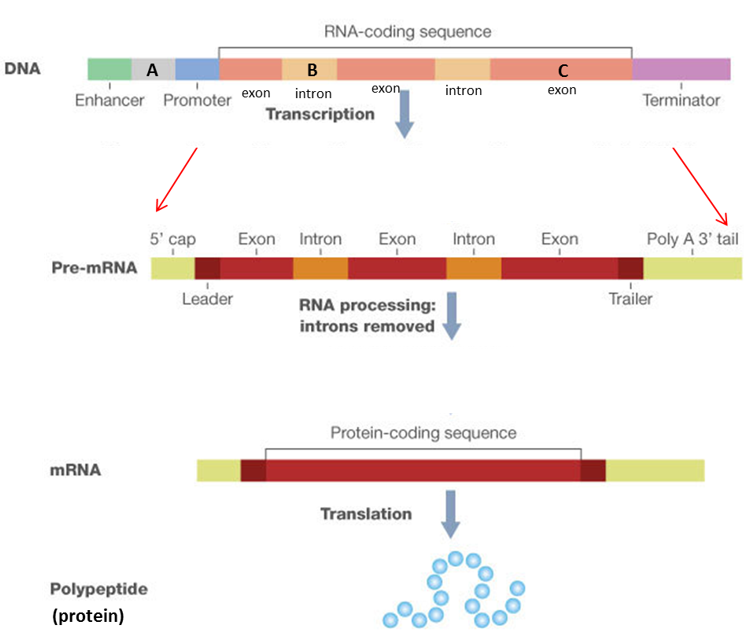 RNA-coding sequence
DNA
A
B
C
Enhancer
Promoter
exon
intron
exon
intron
exon
Terminator
Transcription
5' cap
Exon
Intron
Exon
Intron
Exon
Poly A 3' tail
Pre-mRNA
Leader
RNA processing:
introns removed
Trailer
Protein-coding sequence
mRNA
Translation
Polypeptide
(protein)